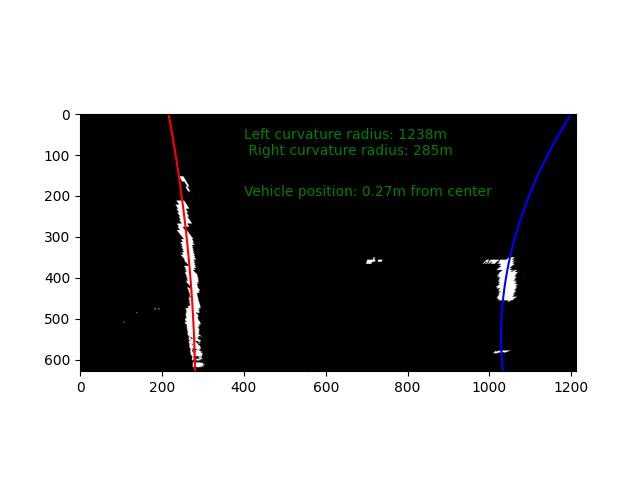 Left curvature radius: 1238m
Right curvature radius: 285m
Vehicle position: 0.27m from center
0
100
200
300
400
500
600
0 200 400 600 800 1000 1200